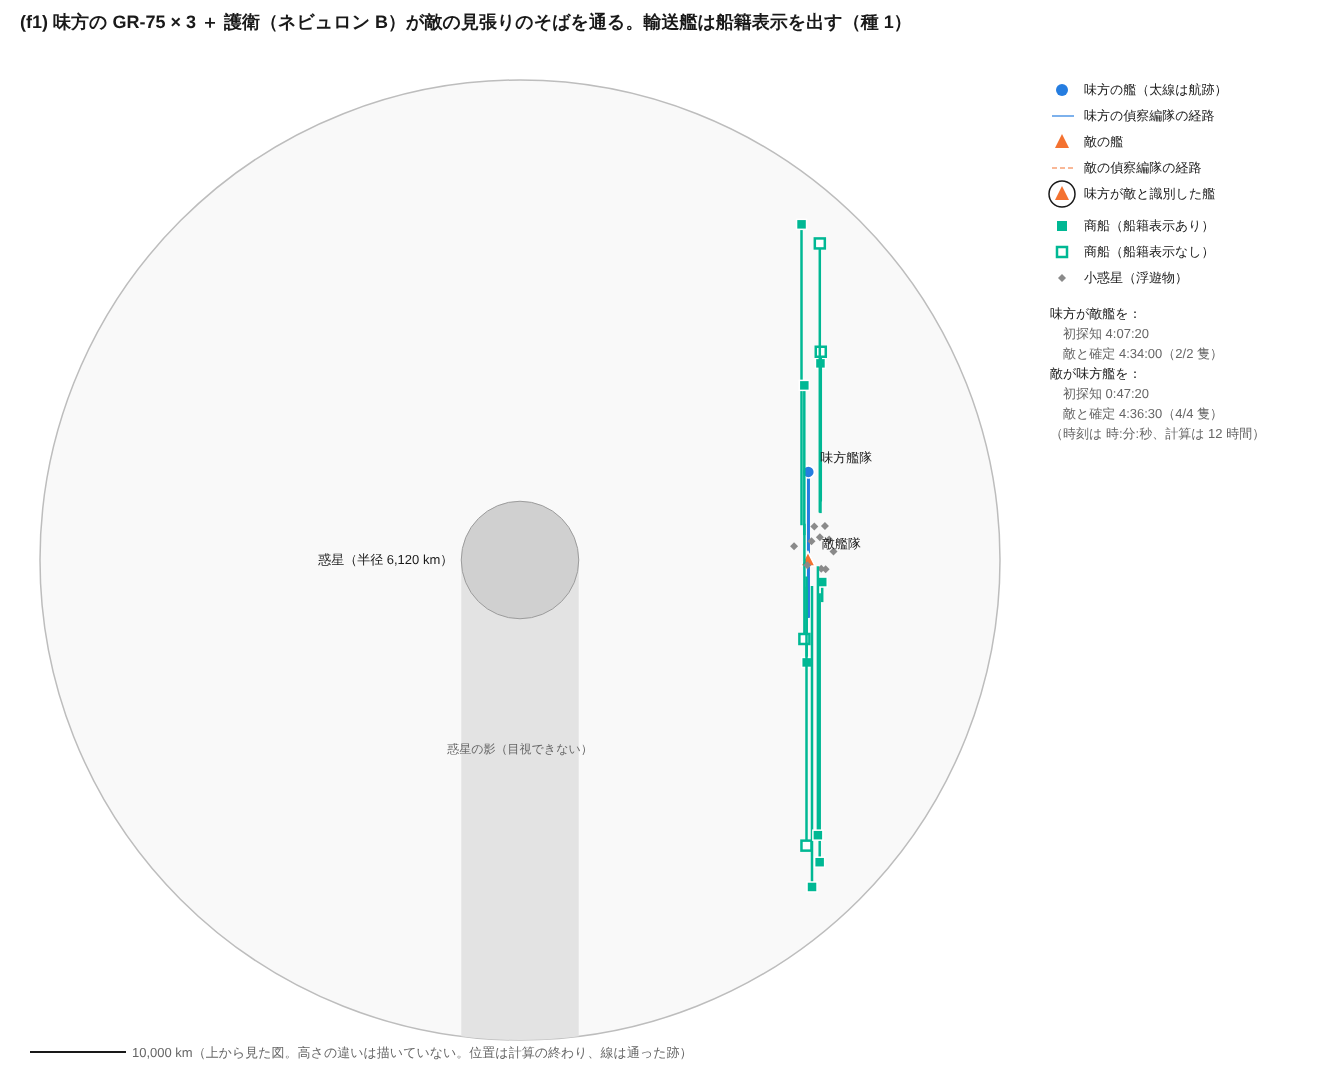 (f1) 味方の GR-75 × 3 ＋ 護衛（ネビュロン B）が敵の見張りのそばを通る。輸送艦は船籍表示を出す（種 1）
味方の艦（太線は航跡）
味方の偵察編隊の経路
敵の艦
敵の偵察編隊の経路
味方が敵と識別した艦
商船（船籍表示あり）
商船（船籍表示なし）
小惑星（浮遊物）
味方が敵艦を：
初探知 4:07:20
敵と確定 4:34:00（2/2 隻）
敵が味方艦を：
初探知 0:47:20
敵と確定 4:36:30（4/4 隻）
（時刻は 時:分:秒、計算は 12 時間）
味方艦隊
敵艦隊
惑星（半径 6,120 km）
惑星の影（目視できない）
10,000 km（上から見た図。高さの違いは描いていない。位置は計算の終わり、線は通った跡）